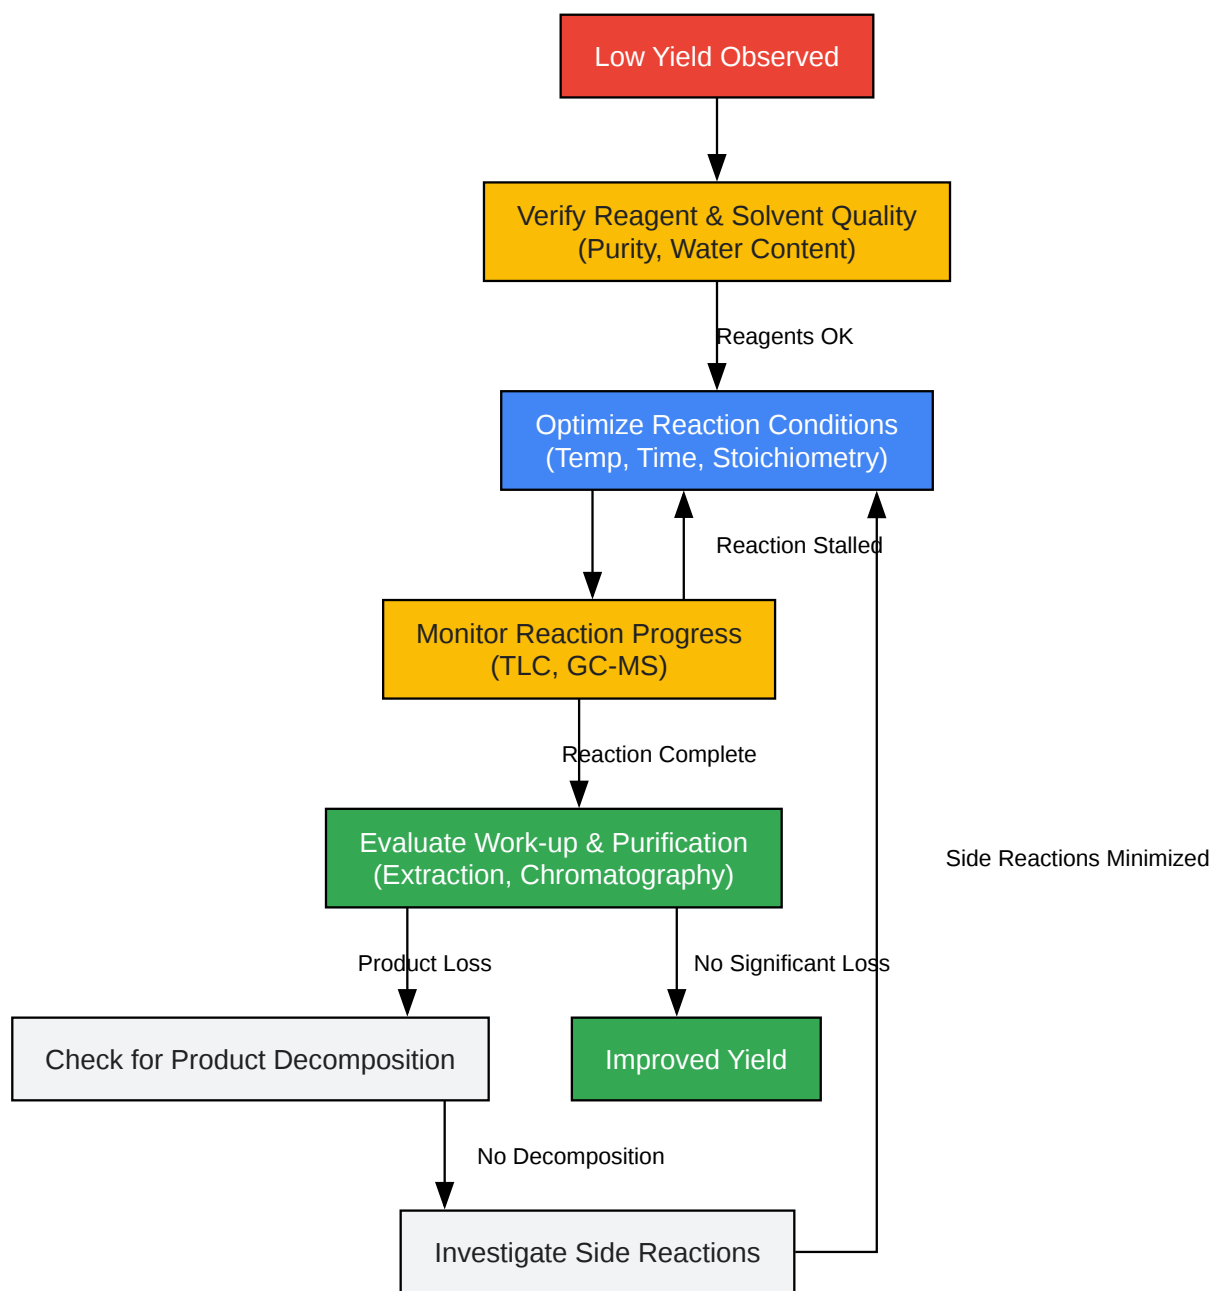 Low Yield Observed
Verify Reagent & Solvent Quality
(Purity, Water Content)
Reagents OK
Optimize Reaction Conditions
(Temp, Time, Stoichiometry)
Reaction Stalled
Monitor Reaction Progress
(TLC, GC-MS)
Reaction Complete
Evaluate Work-up & Purification
(Extraction, Chromatography)
Side Reactions Minimized
Product Loss
No Significant Loss
Check for Product Decomposition
Improved Yield
No Decomposition
Investigate Side Reactions